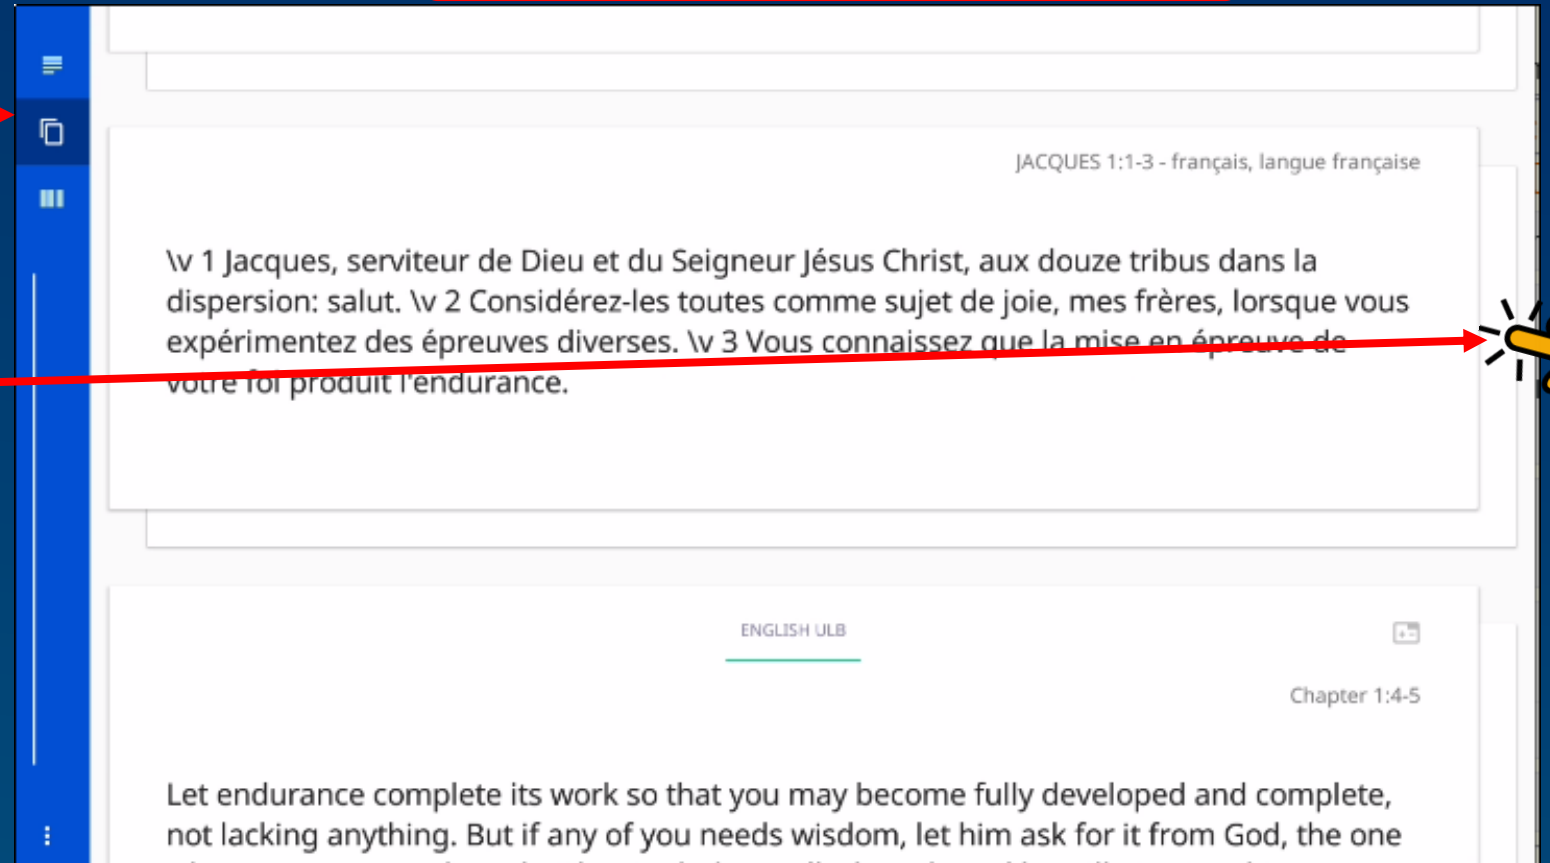 JACQUES 1:1-3 - français, langue française
\v 1 Jacques, serviteur de Dieu et du Seigneur Jésus Christ, aux douze tribus dans la
dispersion: salut. \v 2 Considérez-les toutes comme sujet de joie, mes frères, lorsque vous
expérimentez des épreuves diverses. \v 3 Vous connaissez que la mise en épreuve de
votre foi produit l'endurance.
ENGLISH ULB
Chapter 1:4-5
Let endurance complete its work so that you may become fully developed and complete,
not lacking anything. But if any of you needs wisdom, let him ask for it from God, the one